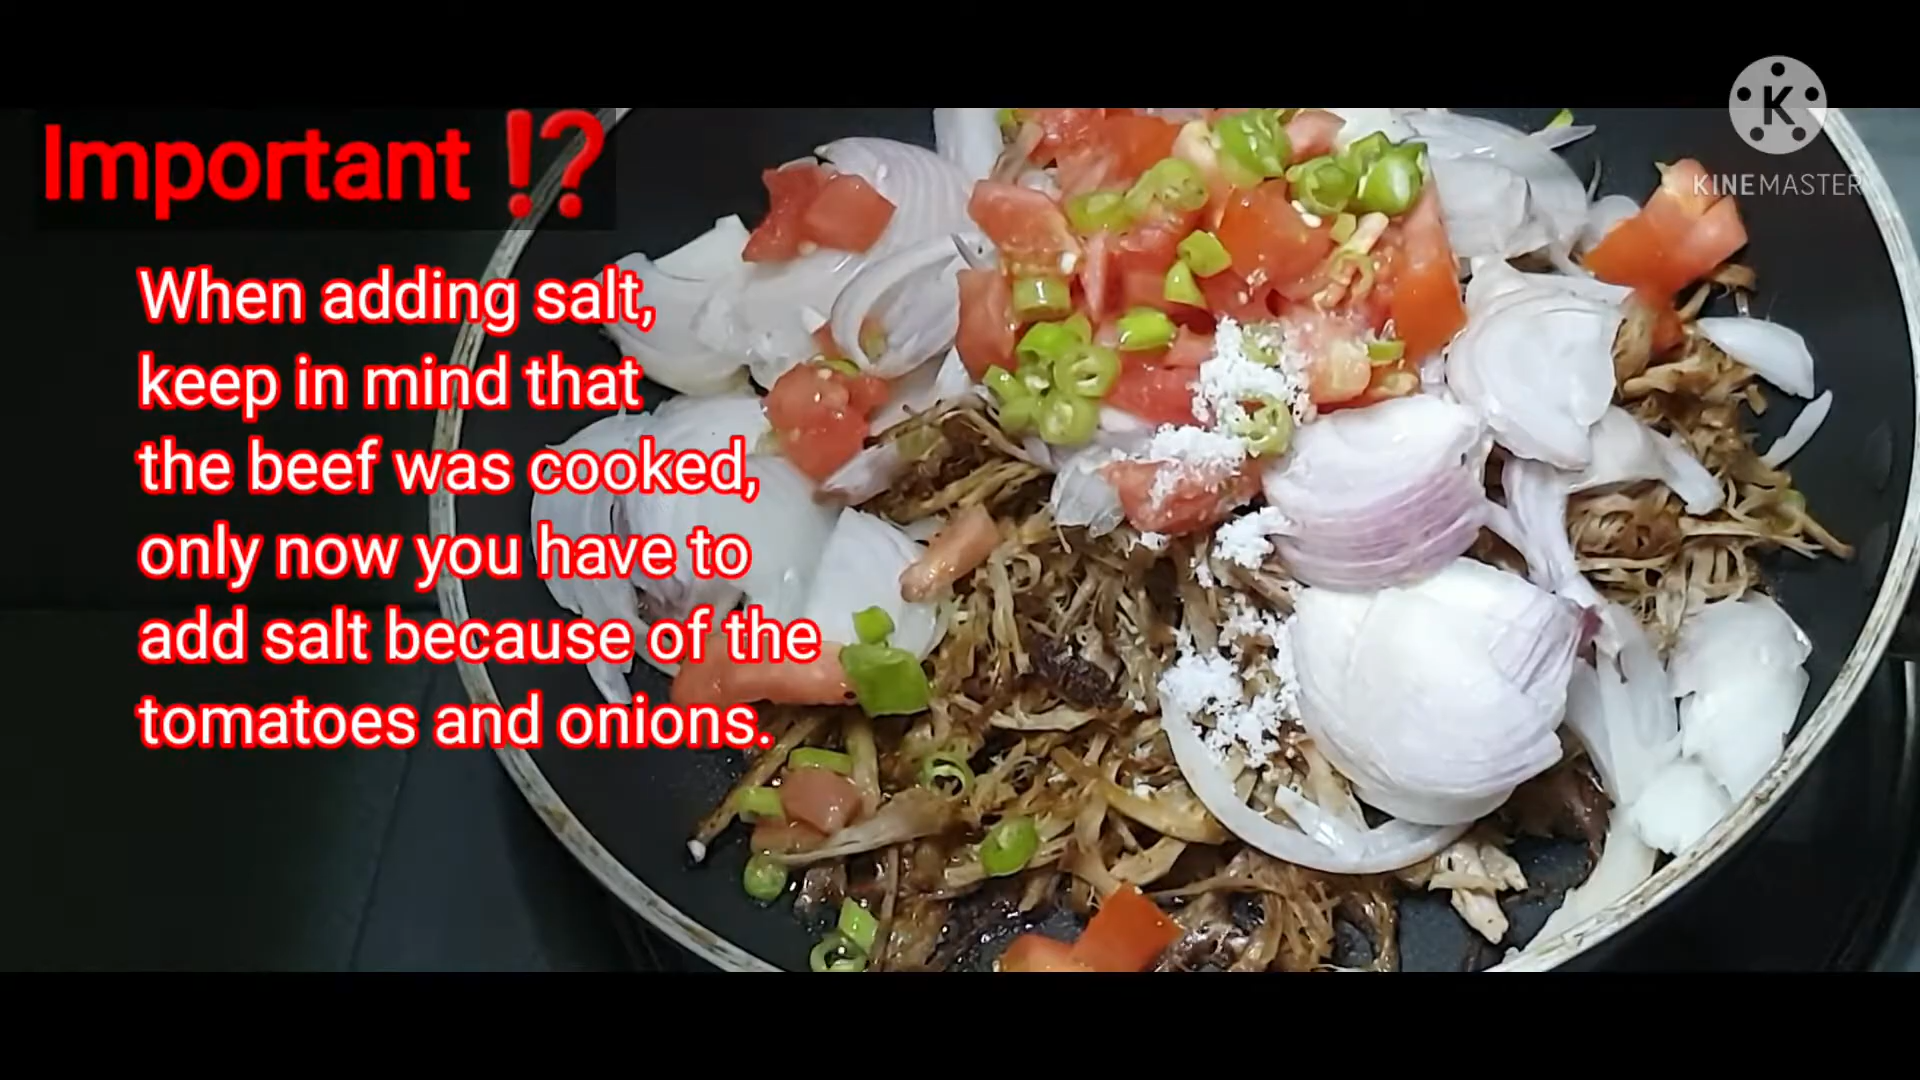 Important ⁉️
When adding salt,
keep in mind that
the beef was cooked,
only now you have to
add salt because of the
tomatoes and onions.
K
KINEMASTER